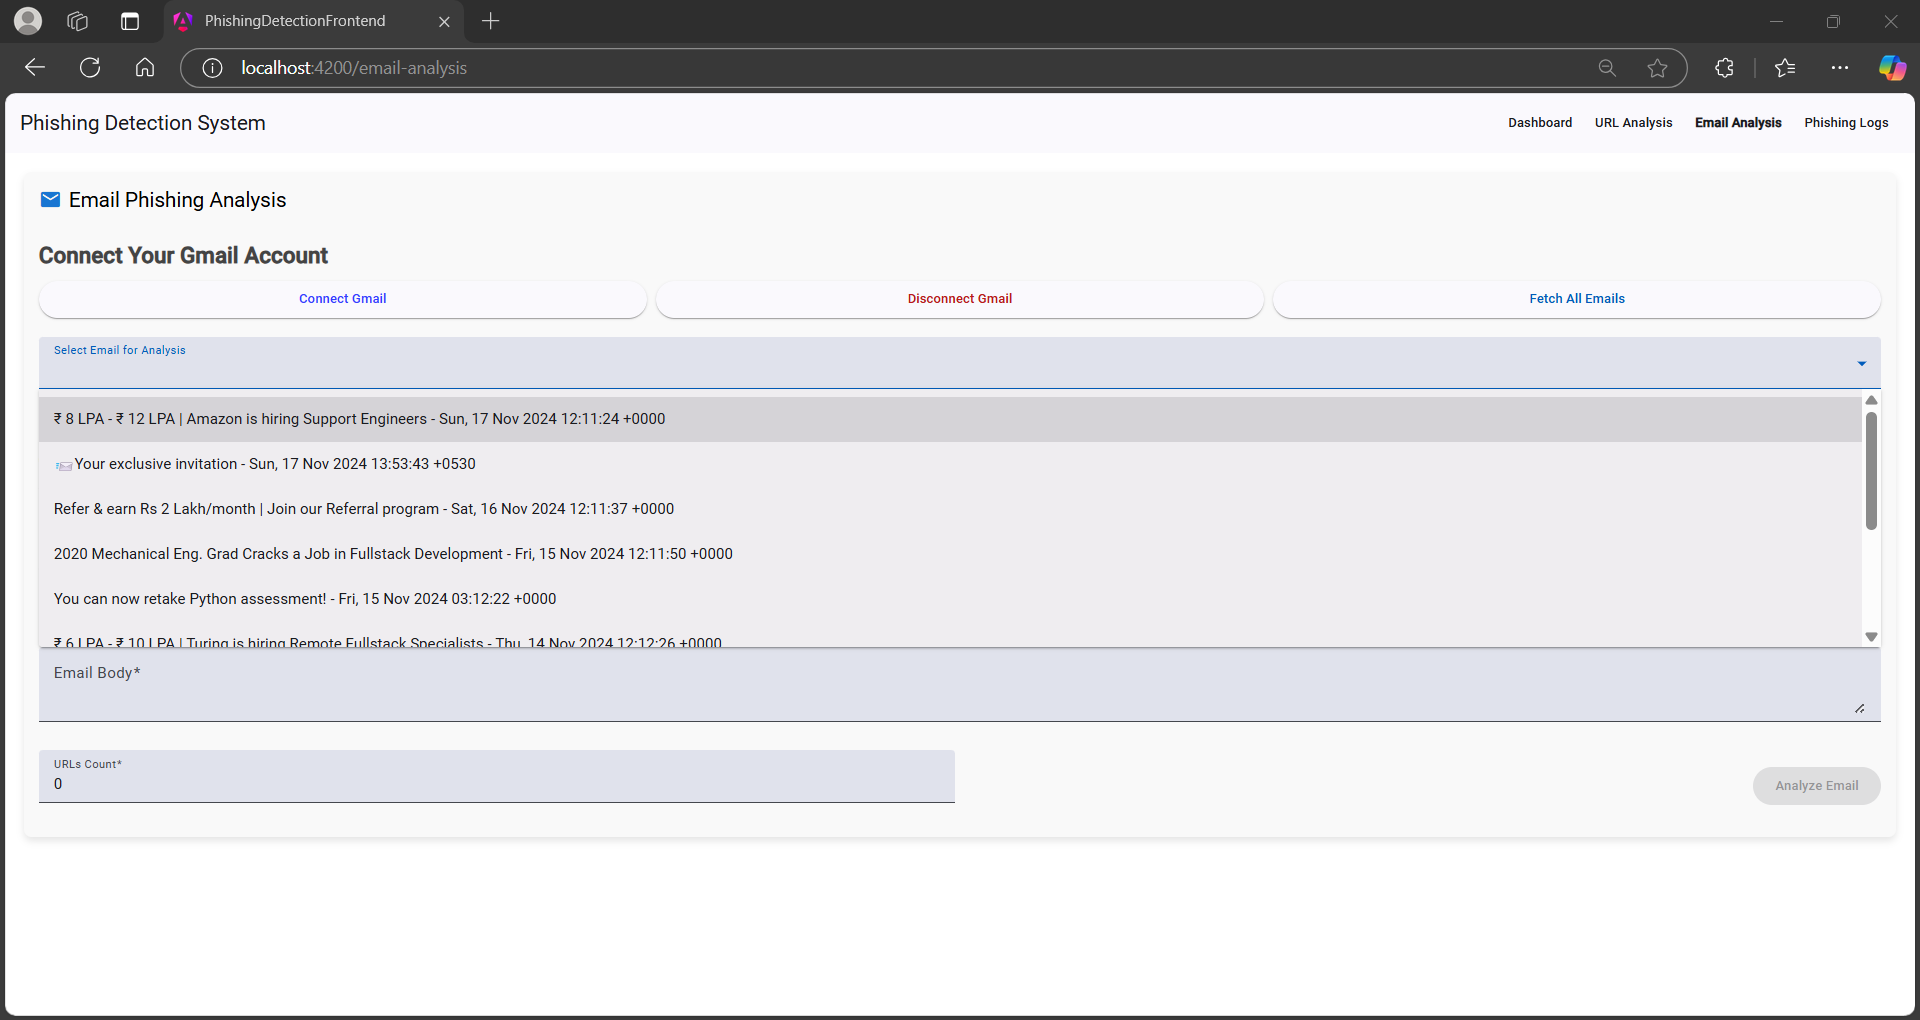 PhishingDetectionFrontend
localhost:4200/email-analysis
Phishing Detection System
Dashboard URL Analysis Email Analysis Phishing Logs
Email Phishing Analysis
Connect Your Gmail Account
Connect Gmail Disconnect Gmail Fetch All Emails
Select Email for Analysis
₹ 8 LPA - ₹ 12 LPA | Amazon is hiring Support Engineers - Sun, 17 Nov 2024 12:11:24 +0000
📨Your exclusive invitation - Sun, 17 Nov 2024 13:53:43 +0530
Refer & earn Rs 2 Lakh/month | Join our Referral program - Sat, 16 Nov 2024 12:11:37 +0000
2020 Mechanical Eng. Grad Cracks a Job in Fullstack Development - Fri, 15 Nov 2024 12:11:50 +0000
You can now retake Python assessment! - Fri, 15 Nov 2024 03:12:22 +0000
₹ 6 LPA - ₹ 10 LPA | Turing is hiring Remote Fullstack Specialists - Thu, 14 Nov 2024 12:12:26 +0000
Email Body*
URLs Count*
0
Analyze Email